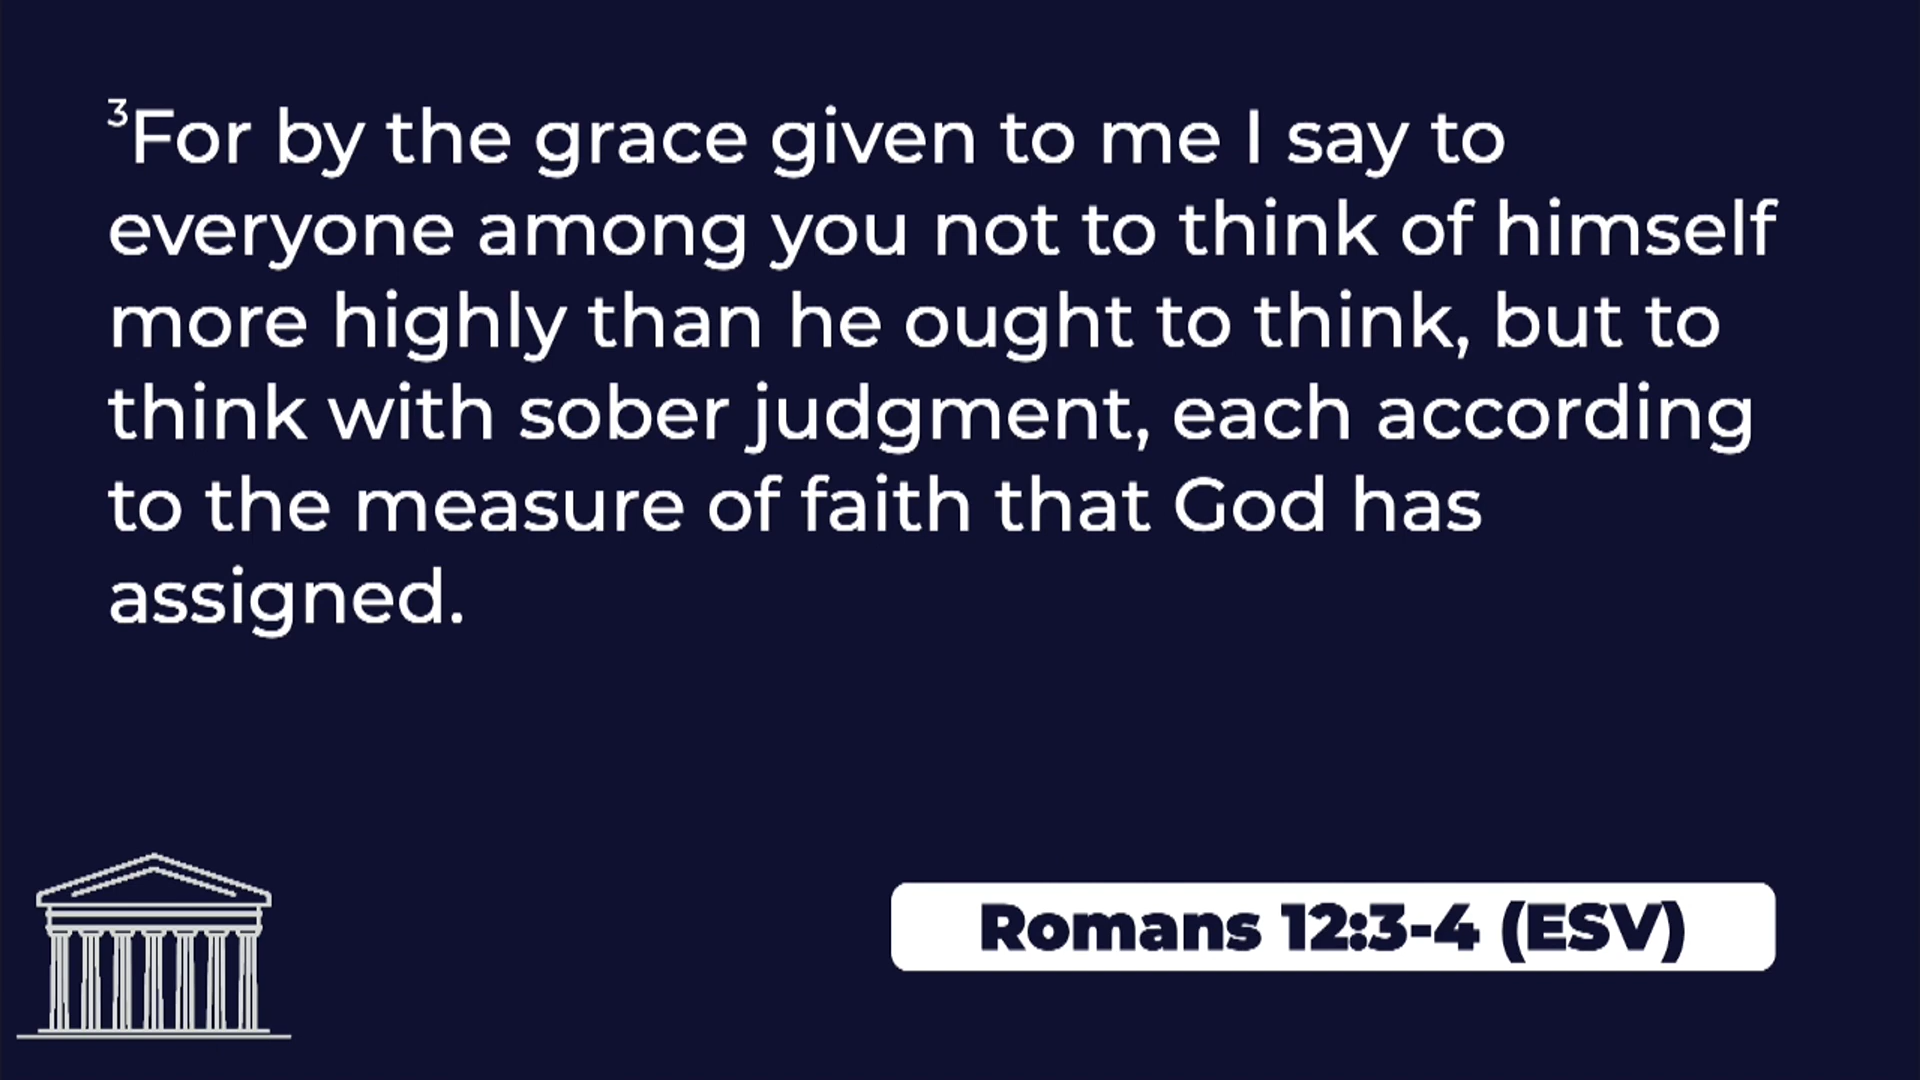 ³For by the grace given to me I say to
everyone among you not to think of himself
more highly than he ought to think, but to
think with sober judgment, each according
to the measure of faith that God has
assigned.
Romans 12:3-4 (ESV)